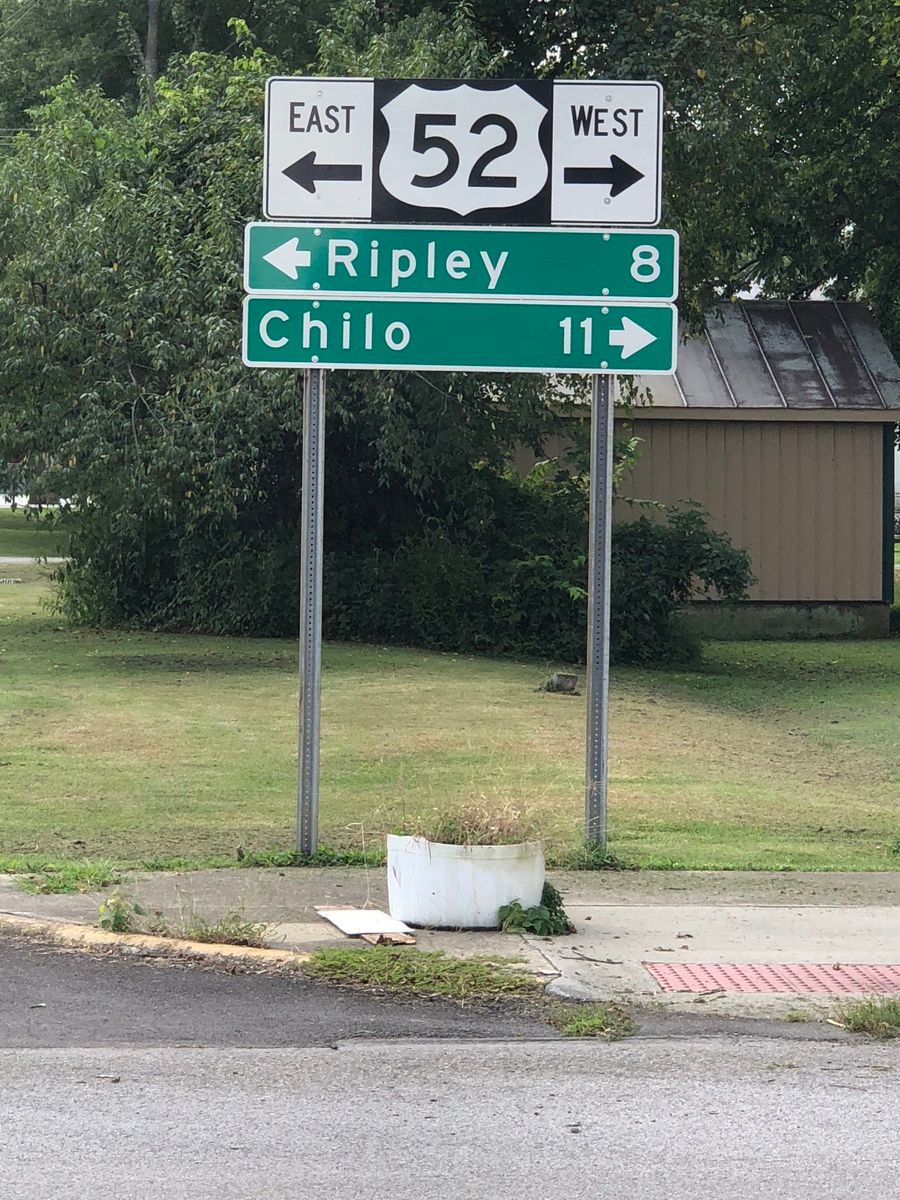 EAST 52 WEST
Ripley 8
Chilo 11